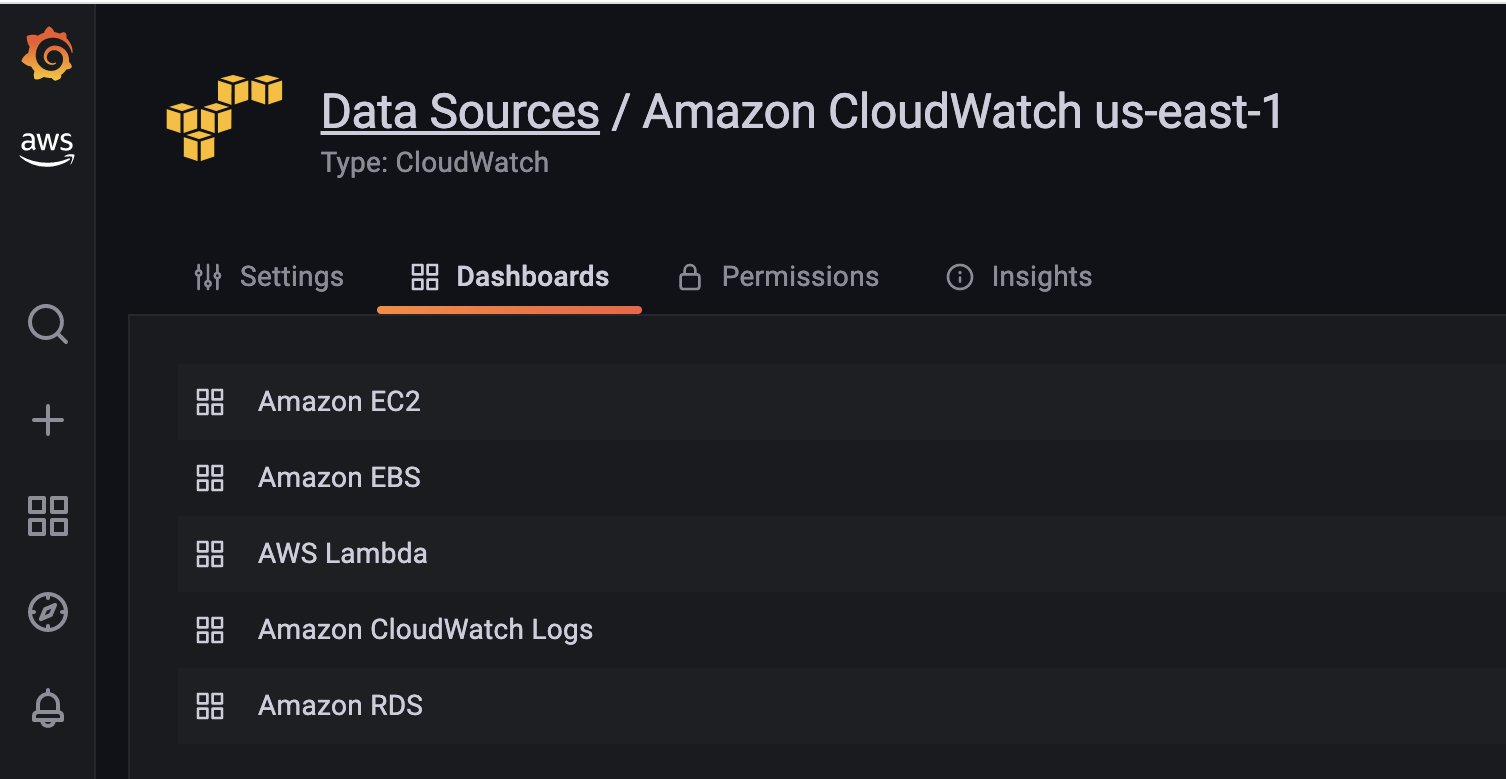 aws
Data Sources / Amazon CloudWatch us-east-1
Type: CloudWatch
Settings Dashboards Permissions Insights
Amazon EC2
Amazon EBS
AWS Lambda
Amazon CloudWatch Logs
Amazon RDS